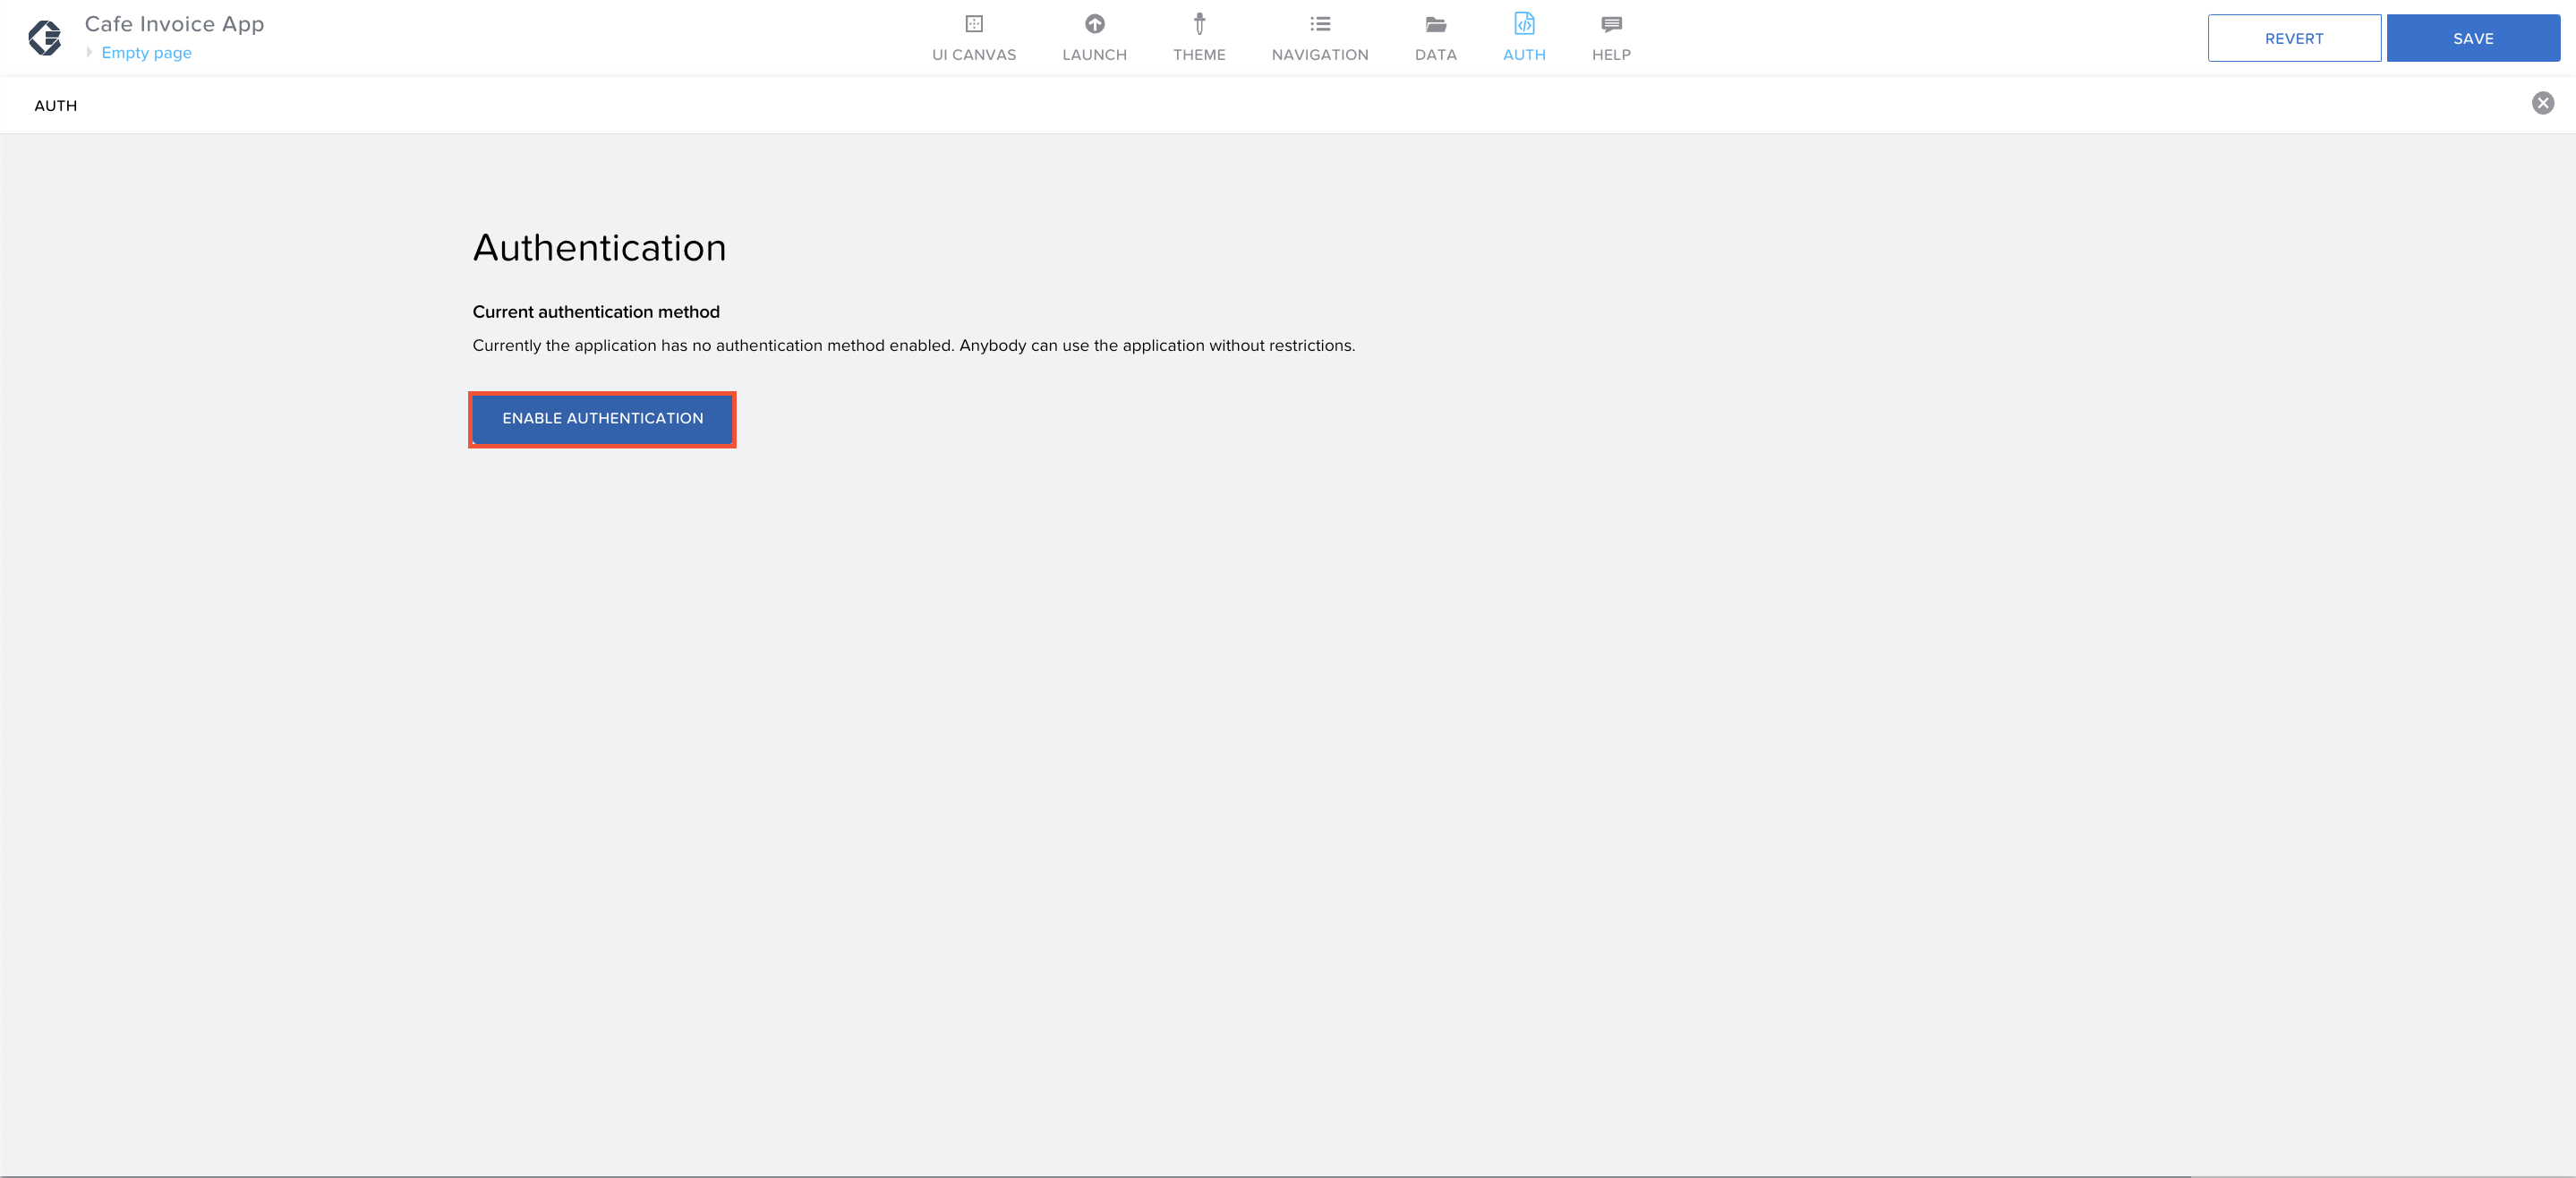 Cafe Invoice App
Empty page
UI CANVAS
LAUNCH
THEME
NAVIGATION
DATA
AUTH
HELP
REVERT
SAVE
AUTH
Authentication
Current authentication method
Currently the application has no authentication method enabled. Anybody can use the application without restrictions.
ENABLE AUTHENTICATION